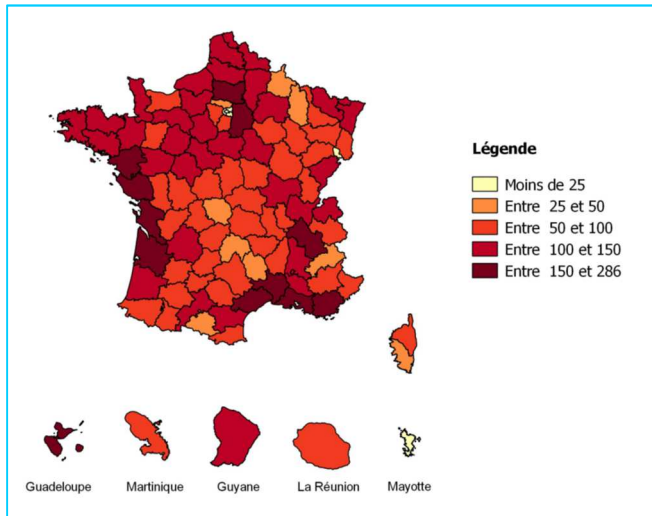 Légende
Moins de 25
Entre 25 et 50
Entre 50 et 100
Entre 100 et 150
Entre 150 et 286
Guadeloupe
Martinique
Guyane
La Réunion
Mayotte